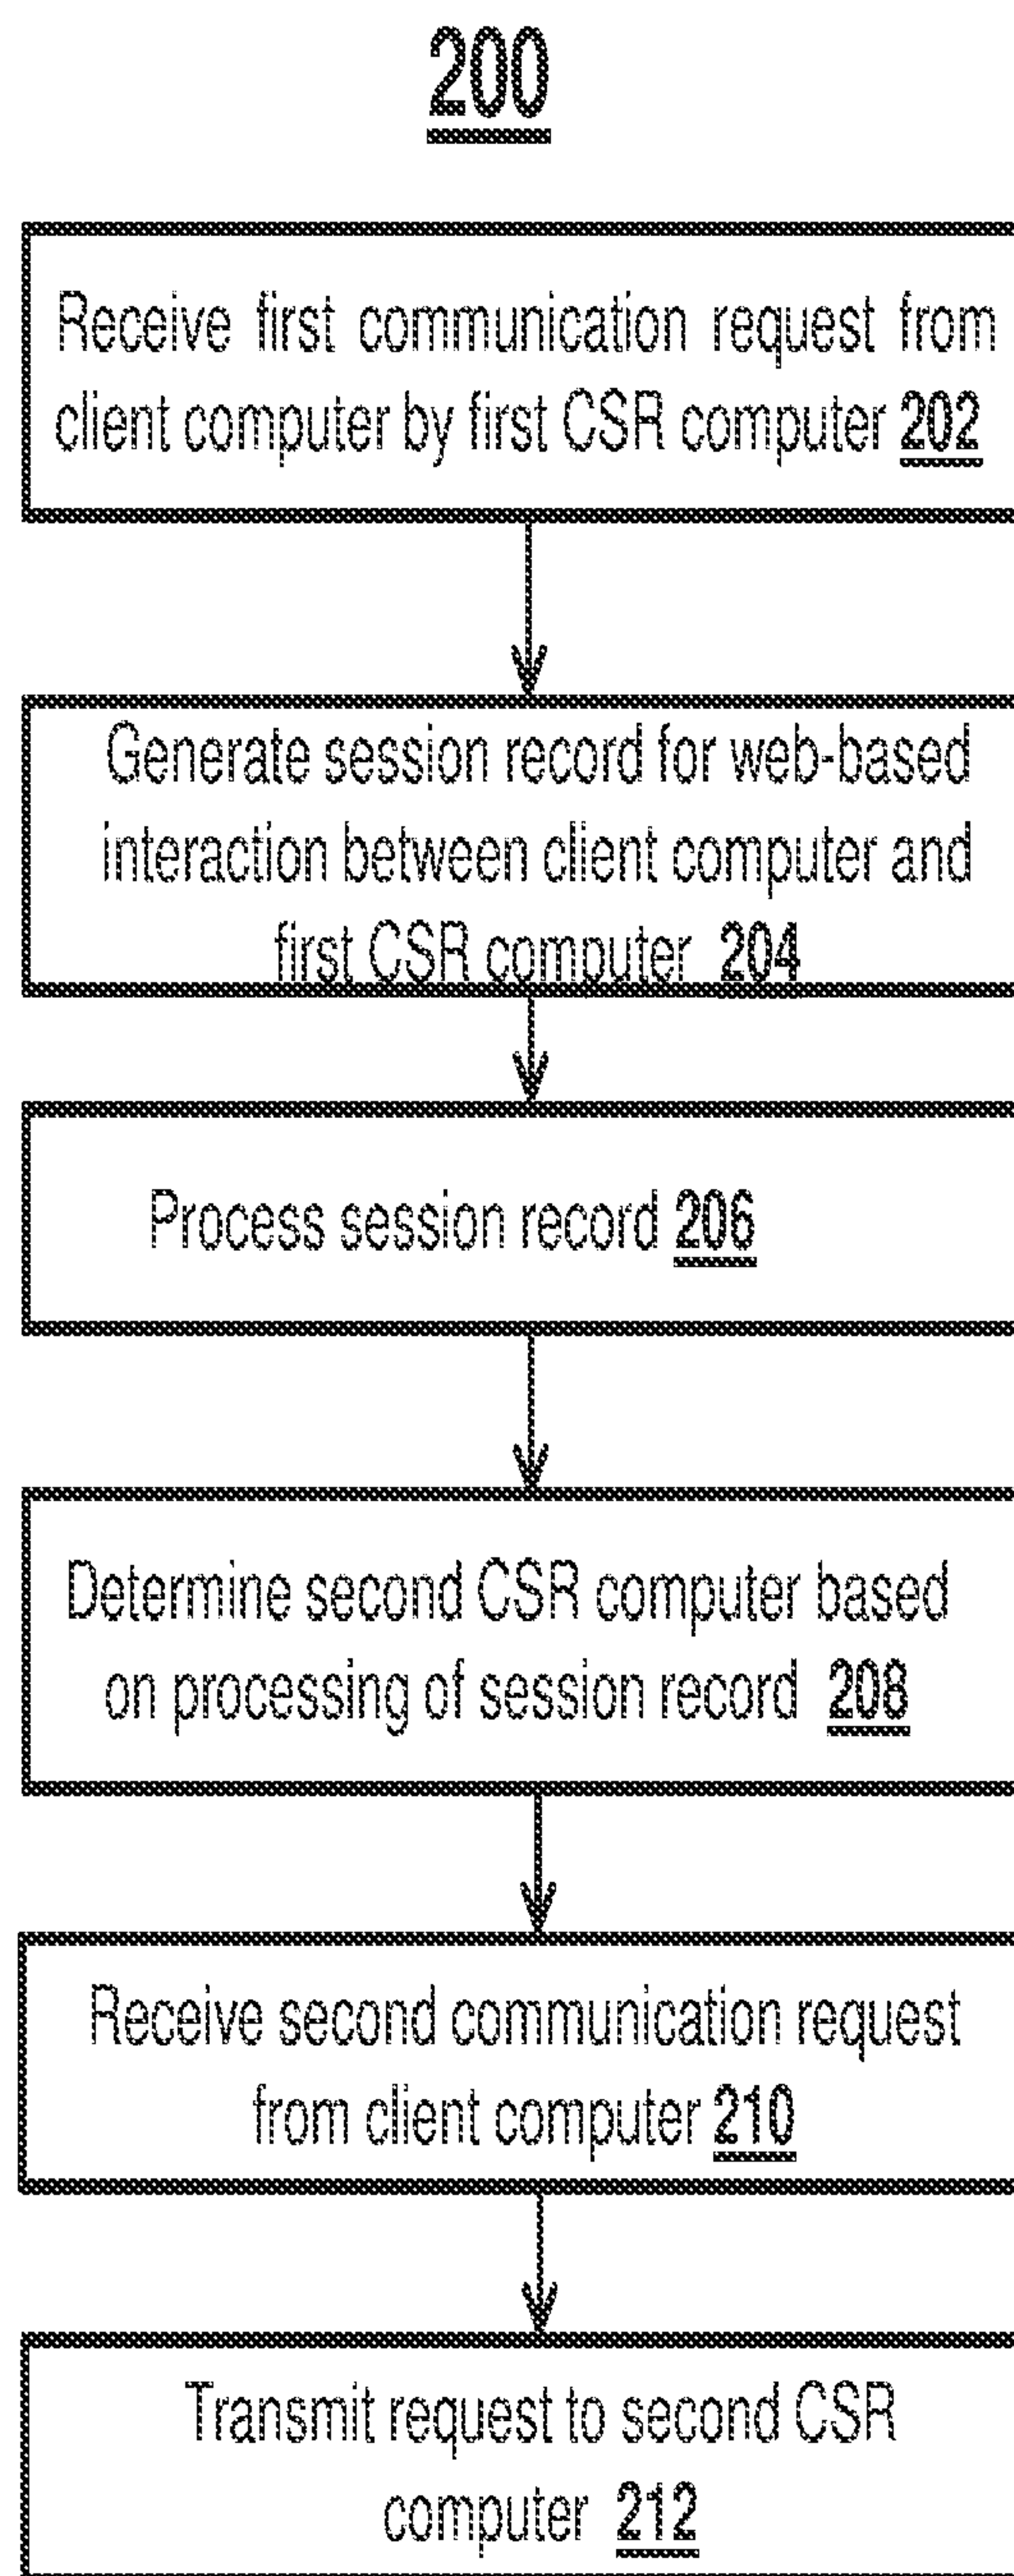 200
Receive first communication request from
client computer by first CSR computer 202
Generate session record for web-based
interaction between client computer and
first CSR computer 204
Process session record 206
Determine second CSR computer based
on processing of session record 208
Receive second communication request
from client computer 210
Transmit request to second CSR
computer 212